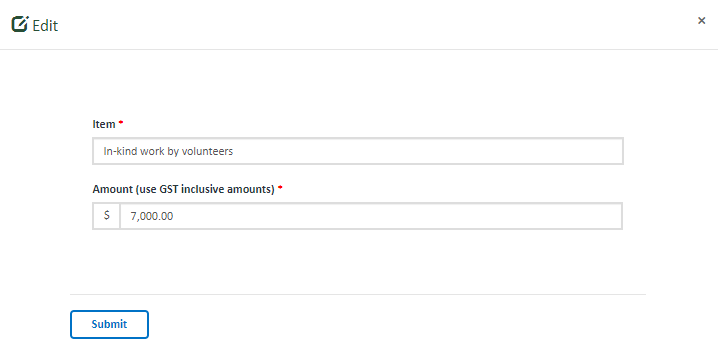 Edit
×
Item *
In-kind work by volunteers
Amount (use GST inclusive amounts) *
$ 7,000.00
Submit